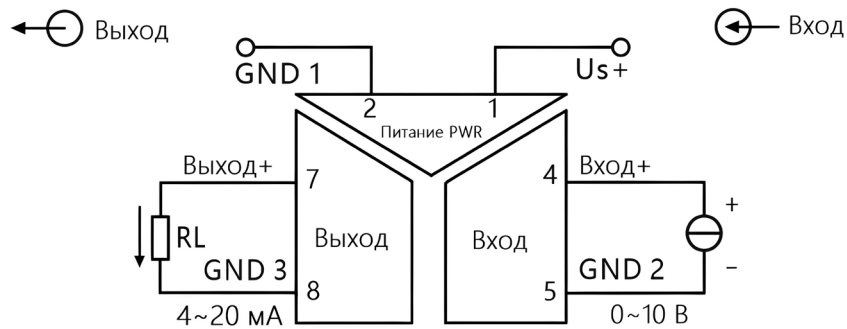 Выход
Вход
GND 1
Us+
2
1
Питание PWR
Выход+
7
4
Вход+
+
RL
Выход
Вход
GND 3
GND 2
−
8
5
4~20 мА
0~10 В